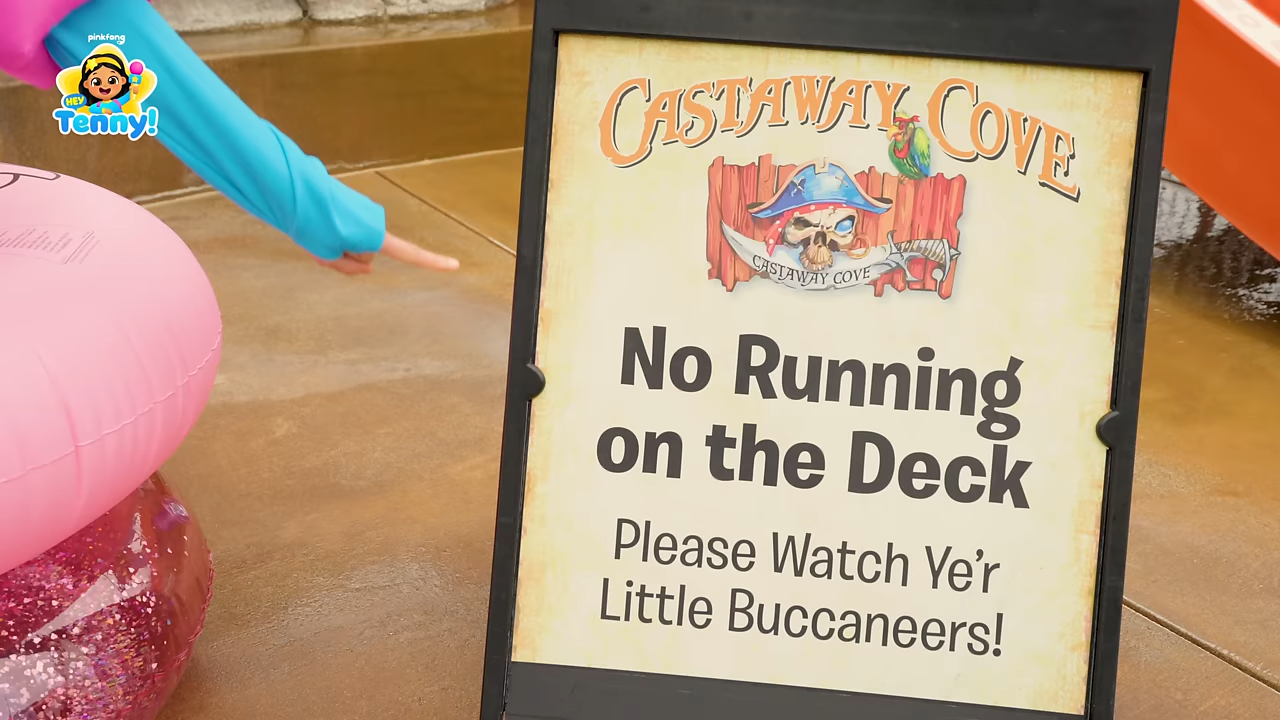 pinkfong
HEY
Tenny!
CASTAWAY COVE
CASTAWAY COVE
No Running
on the Deck
Please Watch Ye'r
Little Buccaneers!